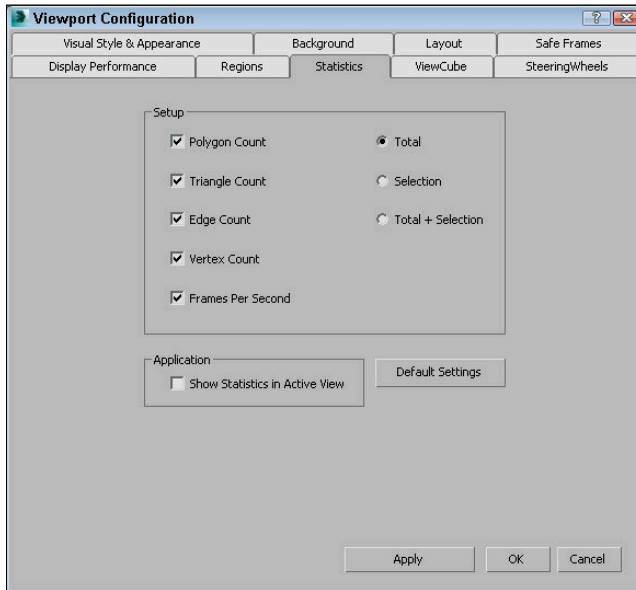 Viewport Configuration
Visual Style & Appearance
Background
Layout
Safe Frames
Display Performance
Regions
Statistics
ViewCube
SteeringWheels
Setup
Polygon Count
Total
Triangle Count
Selection
Edge Count
Total + Selection
Vertex Count
Frames Per Second
Application
Show Statistics in Active View
Default Settings
Apply
OK
Cancel